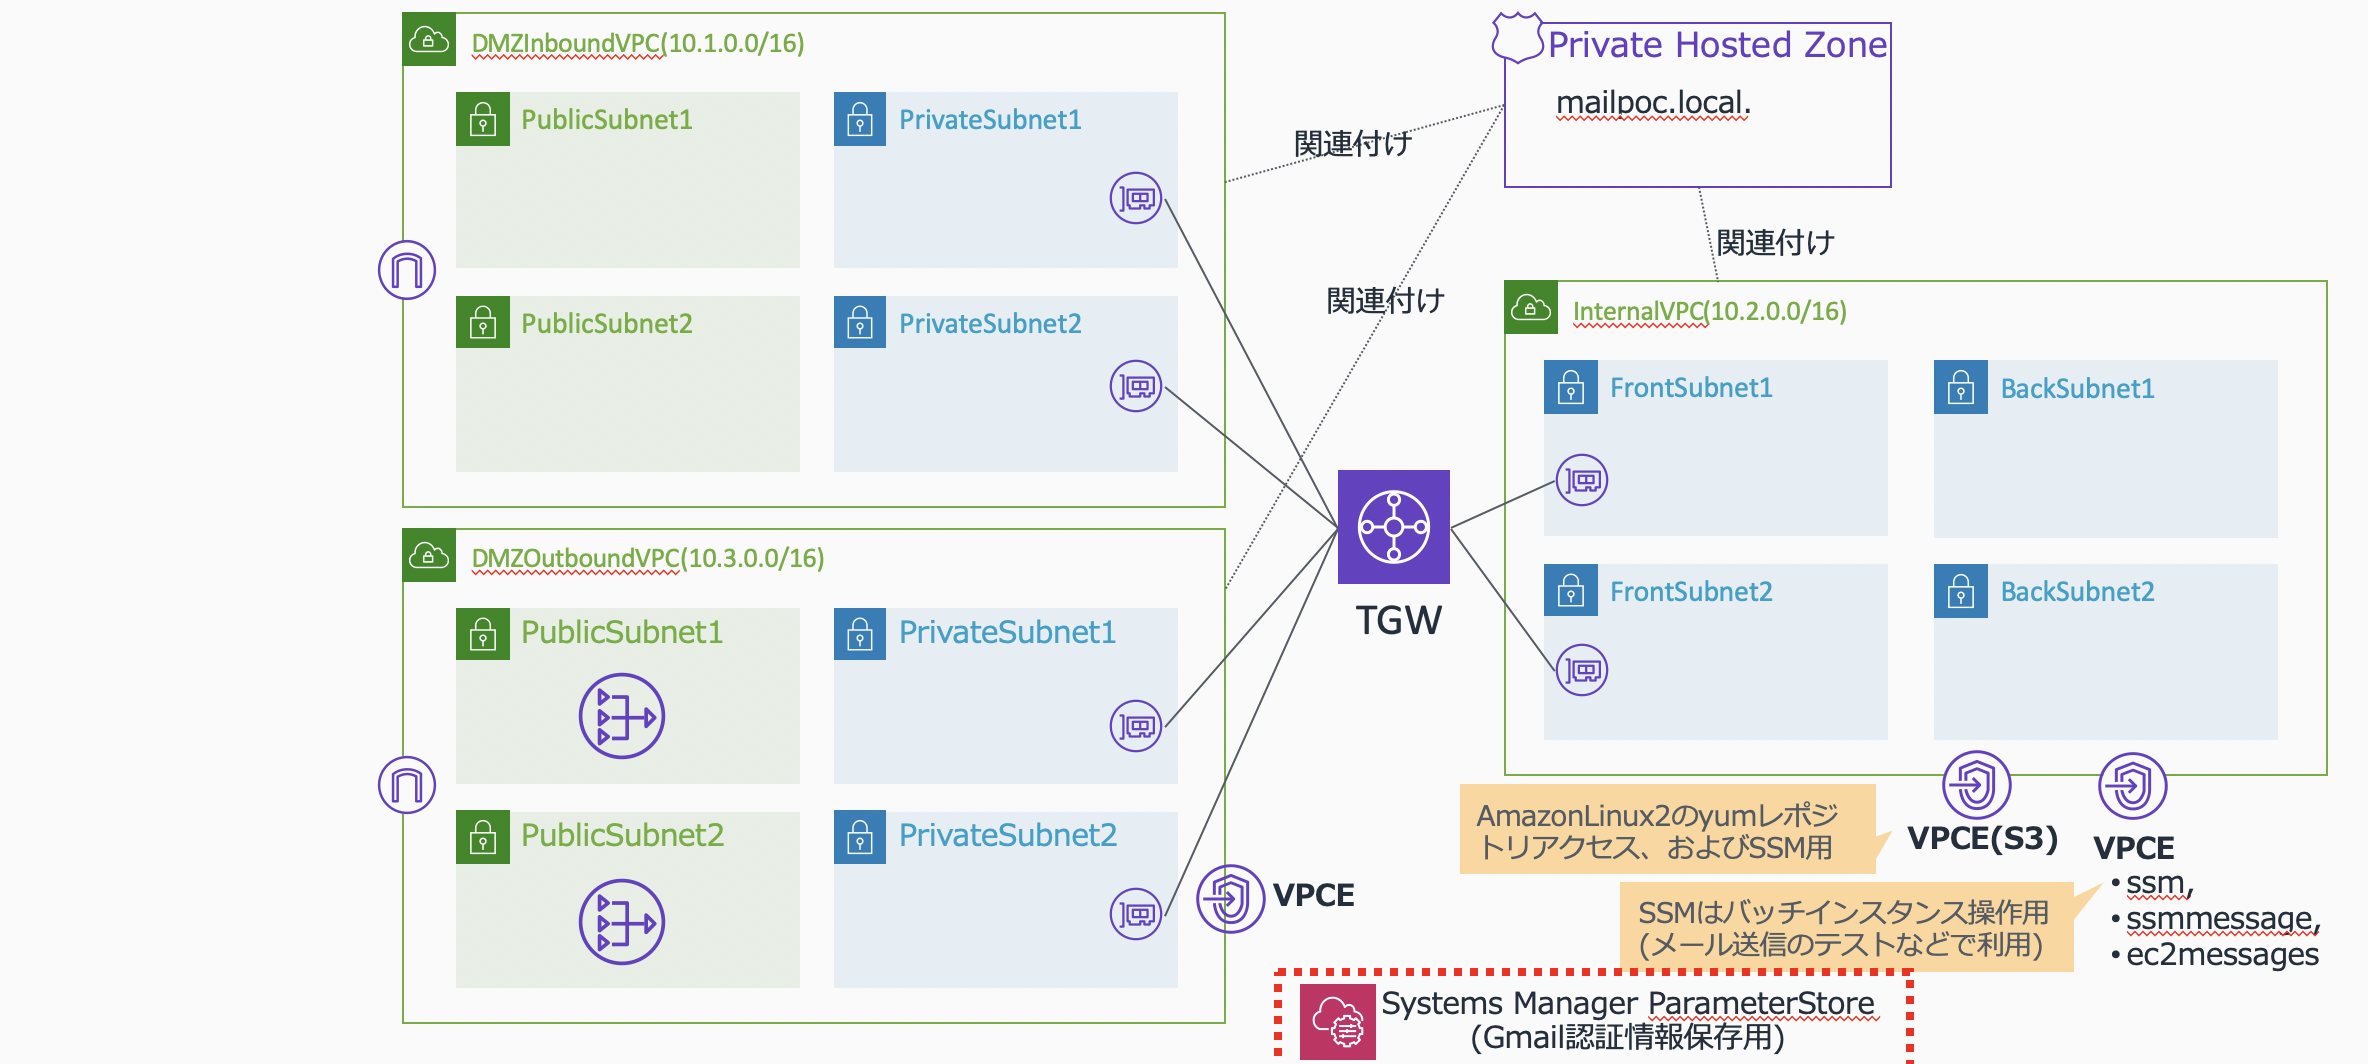 DMZInboundVPC(10.1.0.0/16)
PublicSubnet1
PrivateSubnet1
PublicSubnet2
PrivateSubnet2
Private Hosted Zone
mailpoc.local.
関連付け
関連付け
関連付け
InternalVPC(10.2.0.0/16)
FrontSubnet1
BackSubnet1
FrontSubnet2
BackSubnet2
TGW
DMZOutboundVPC(10.3.0.0/16)
PublicSubnet1
PrivateSubnet1
PublicSubnet2
PrivateSubnet2
VPCE
AmazonLinux2のyumレポジ
トリアクセス、およびSSM用
VPCE(S3)
VPCE
•ssm,
•ssmmessage,
•ec2messages
SSMはバッチインスタンス操作用
(メール送信のテストなどで利用)
Systems Manager ParameterStore
(Gmail認証情報保存用)